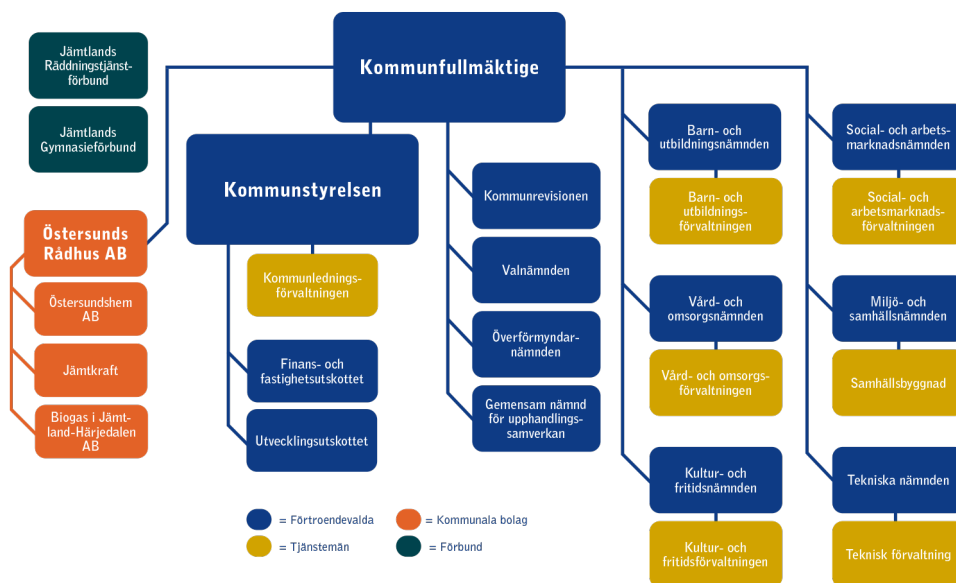 Jämtlands
Räddningstjänst-
förbund
Jämtlands
Gymnasieförbund
Kommunfullmäktige
Kommunstyrelsen
Östersunds
Rådhus AB
Östersundshem
AB
Jämtkraft
Biogas i Jämt-
land-Härjedalen
AB
Kommunlednings-
förvaltningen
Finans- och
fastighetsutskottet
Utvecklingsutskottet
Kommunrevisionen
Valnämnden
Överförmyndar-
nämnden
Gemensam nämnd
för upphandlings-
samverkan
Barn- och
utbildningsnämnden
Barn- och
utbildnings-
förvaltningen
Vård- och
omsorgsnämnden
Vård- och omsorgs-
förvaltningen
Kultur- och
fritidsnämnden
Kultur- och
fritidsförvaltningen
Social- och arbets-
marknadsnämnden
Social- och
arbetsmarknads-
förvaltningen
Miljö- och
samhällsnämnden
Samhällsbyggnad
Tekniska nämnden
Teknisk förvaltning
= Förtroendevalda
= Kommunala bolag
= Tjänstemän
= Förbund